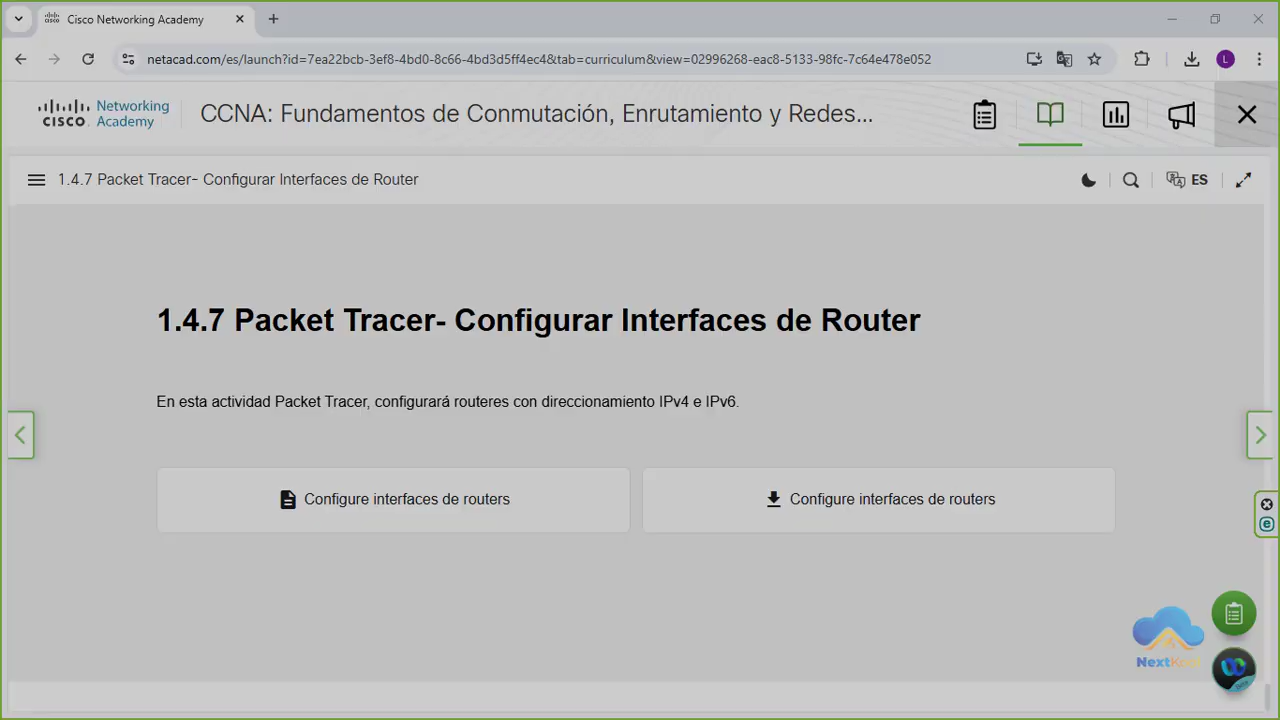 Cisco Networking Academy
netacad.com/es/launch?id=7ea22bcb-3ef8-4bd0-8c66-4bd3d5ff4ec4&tab=curriculum&view=02996268-eac8-5133-98fc-7c64e478e052
L
Networking
CISCO Academy
CCNA: Fundamentos de Conmutación, Enrutamiento y Redes...
1.4.7 Packet Tracer- Configurar Interfaces de Router
ES
1.4.7 Packet Tracer- Configurar Interfaces de Router
En esta actividad Packet Tracer, configurará routeres con direccionamiento IPv4 e IPv6.
Configure interfaces de routers
Configure interfaces de routers